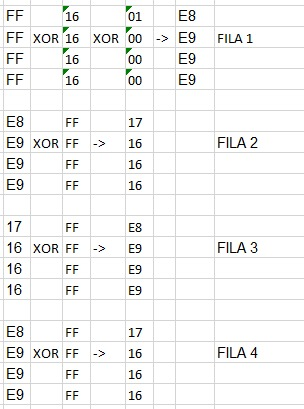 FF 16 01 E8
FF XOR 16 XOR 00 -> E9 FILA 1
FF 16 00 E9
FF 16 00 E9
E8 FF 17
E9 XOR FF -> 16 FILA 2
E9 FF 16
E9 FF 16
17 FF E8
16 XOR FF -> E9 FILA 3
16 FF E9
16 FF E9
E8 FF 17
E9 XOR FF -> 16 FILA 4
E9 FF 16
E9 FF 16